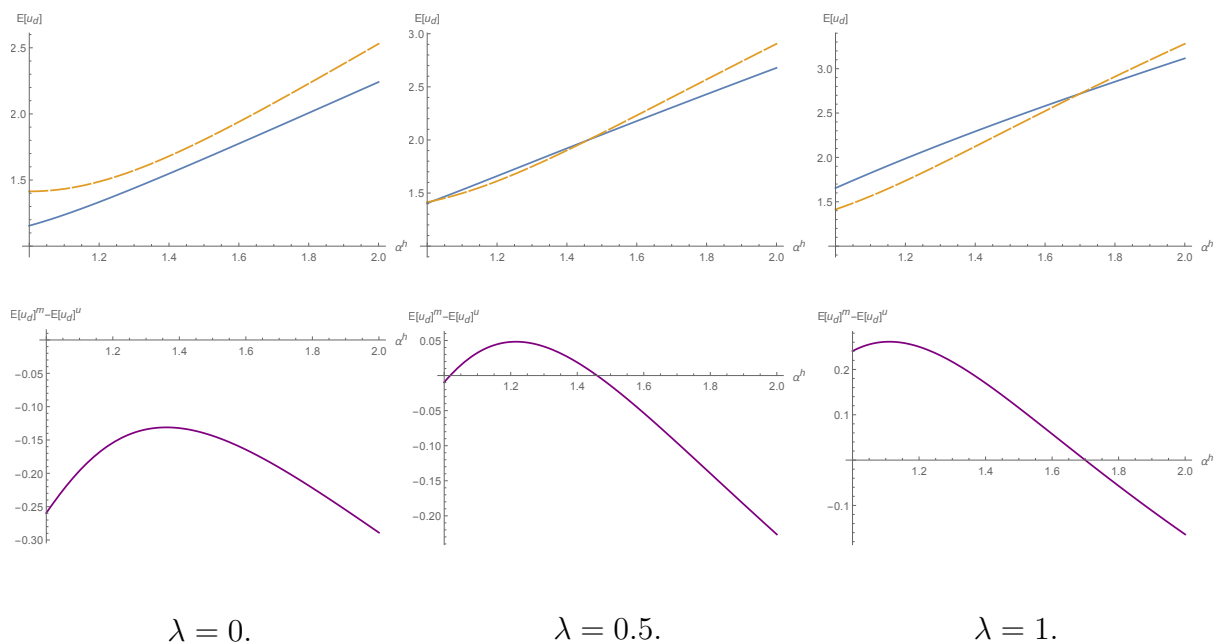 E[u_d]
2.5
2.0
1.5
1.2 1.4 1.6 1.8 2.0 α^h
E[u_d]
3.0
2.5
2.0
1.5
1.2 1.4 1.6 1.8 2.0 α^h
E[u_d]
3.0
2.5
2.0
1.5
1.2 1.4 1.6 1.8 2.0 α^h
E[u_d]^m−E[u_d]^u
1.2 1.4 1.6 1.8 2.0 α^h
−0.05
−0.10
−0.15
−0.20
−0.25
−0.30
E[u_d]^m−E[u_d]^u
0.05
1.2 1.4 1.6 1.8 2.0 α^h
−0.05
−0.10
−0.15
−0.20
E[u_d]^m−E[u_d]^u
0.2
0.1
1.2 1.4 1.6 1.8 2.0 α^h
−0.1
λ = 0. λ = 0.5. λ = 1.